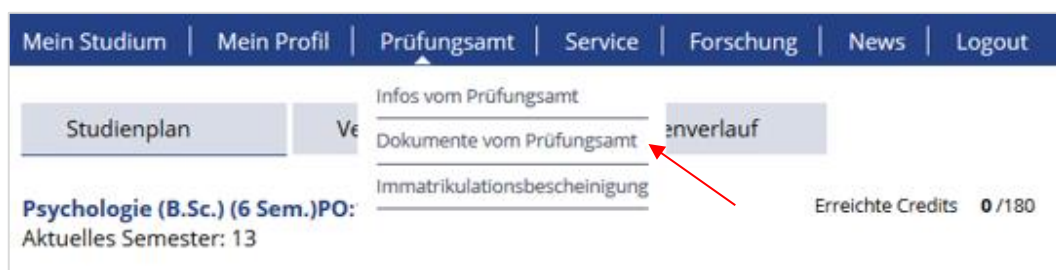 Mein Studium | Mein Profil | Prüfungsamt | Service | Forschung | News | Logout
Infos vom Prüfungsamt
Studienplan Ve enverlauf
Dokumente vom Prüfungsamt
Immatrikulationsbescheinigung
Psychologie (B.Sc.) (6 Sem.)PO: Erreichte Credits 0 /180
Aktuelles Semester: 13